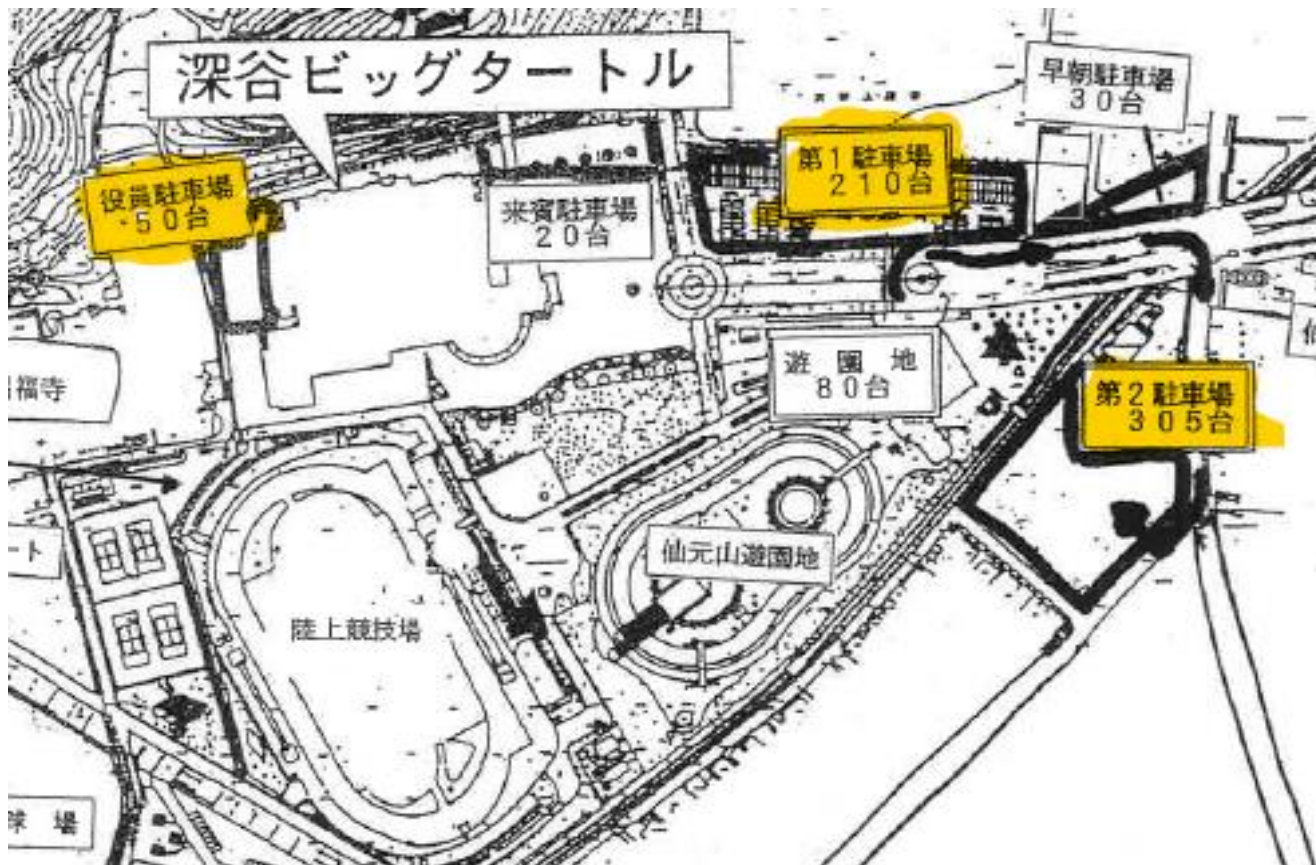 深谷ビッグタートル
早朝駐車場
30台
第1駐車場
210台
役員駐車場
50台
来賓駐車場
20台
遊園地
80台
第2駐車場
305台
福寺
仙元山遊園地
陸上競技場
ート
球場